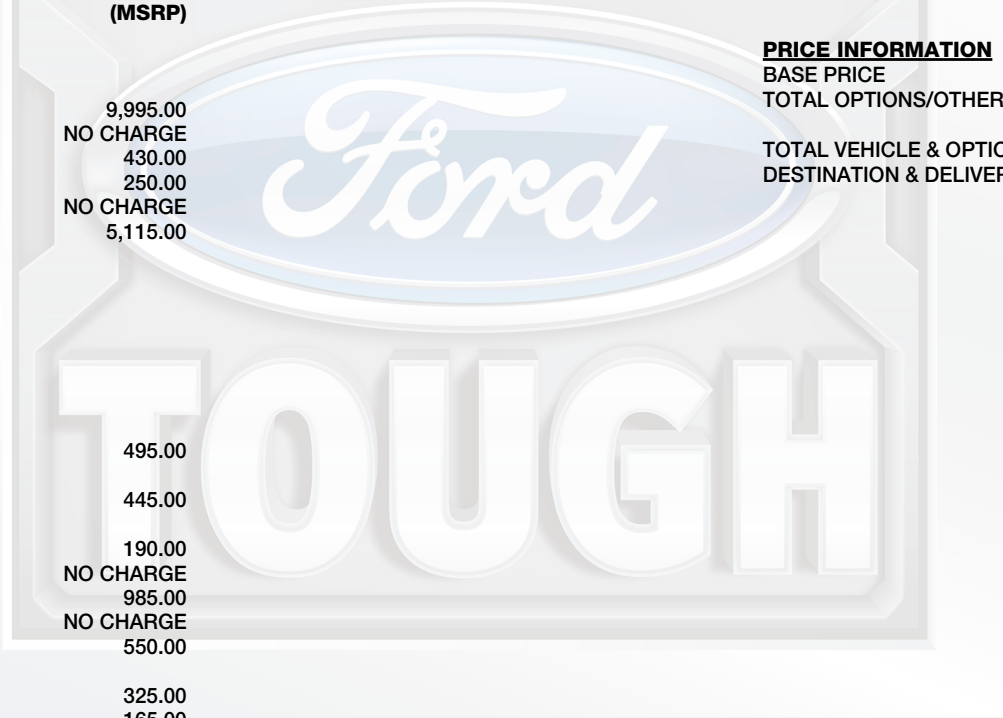 (MSRP)
9,995.00
NO CHARGE
430.00
250.00
NO CHARGE
5,115.00
495.00
445.00
190.00
NO CHARGE
985.00
NO CHARGE
550.00
325.00
165.00
PRICE INFORMATION
BASE PRICE
TOTAL OPTIONS/OTHER
TOTAL VEHICLE & OPTIO
DESTINATION & DELIVER
Ford
TOUGH